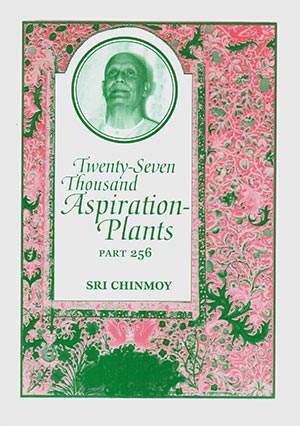 Twenty-Seven
Thousand
Aspiration-
Plants
PART 256
SRI CHINMOY